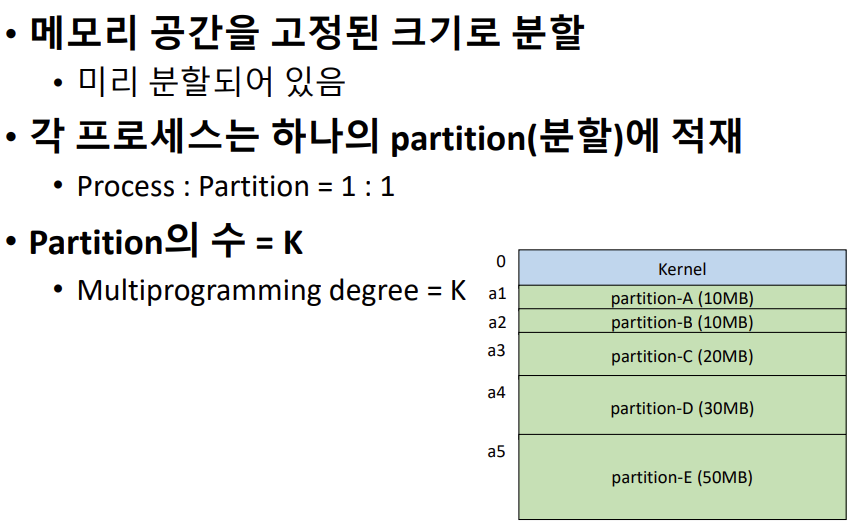 • 메모리 공간을 고정된 크기로 분할
• 미리 분할되어 있음
• 각 프로세스는 하나의 partition(분할)에 적재
• Process : Partition = 1 : 1
• Partition의 수 = K
• Multiprogramming degree = K
0
Kernel
a1
partition-A (10MB)
a2
partition-B (10MB)
a3
partition-C (20MB)
a4
partition-D (30MB)
a5
partition-E (50MB)